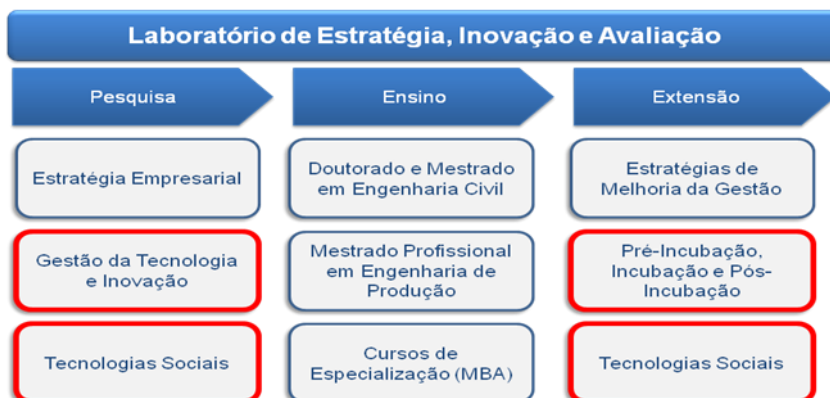 Laboratório de Estratégia, Inovação e Avaliação
Pesquisa
Ensino
Extensão
Estratégia Empresarial
Doutorado e Mestrado
em Engenharia Civil
Estratégias de
Melhoria da Gestão
Gestão da Tecnologia
e Inovação
Mestrado Profissional
em Engenharia de
Produção
Pré-Incubação,
Incubação e Pós-
Incubação
Tecnologias Sociais
Cursos de
Especialização (MBA)
Tecnologias Sociais